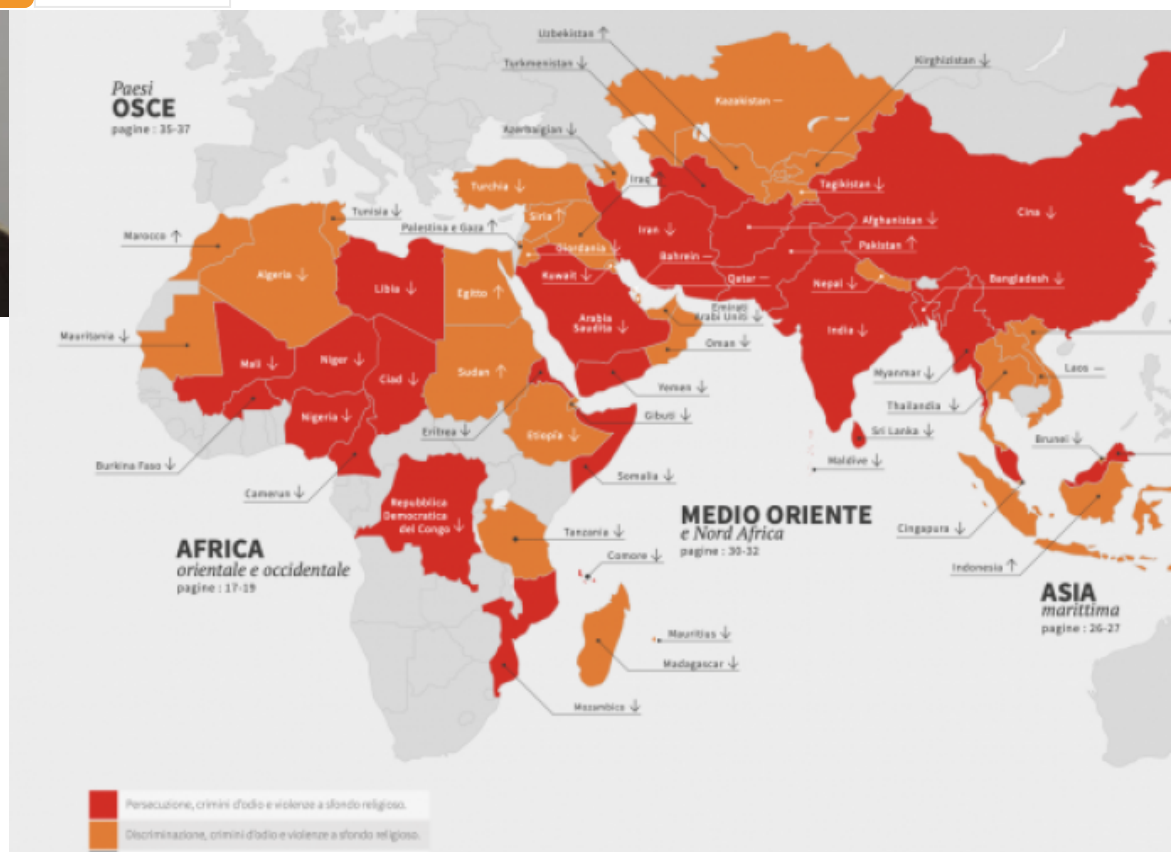 Uzbekistan ↑
Turkmenistan ↓
Kirghizistan ↓
Paesi
OSCE
pagine : 35-37
Kazakistan —
Azerbaigian ↓
Iraq ↑
Turchia ↓
Tagikistan ↓
Tunisia ↓
Siria ↑
Cina ↓
Palestina e Gaza ↑
Afghanistan ↓
Marocco ↑
Iran ↓
Giordania ↓
Pakistan ↑
Bahrein —
Algeria ↓
Kuwait ↓
Qatar —
Nepal ↓
Bangladesh ↓
Libia ↓
Egitto ↑
Emirati
Arabi Uniti ↓
Arabia
Saudita ↓
India ↓
Mauritania ↓
Oman ↓
Mali ↓
Niger ↓
Sudan ↑
Ciad ↓
Myanmar ↓
Laos —
Yemen ↓
Thailandia ↓
Nigeria ↓
Gibuti ↓
Eritrea ↓
Etiopia ↓
Sri Lanka ↓
Brunei ↓
Burkina Faso ↓
Maldive ↓
Somalia ↓
Camerun ↓
Repubblica
Democratica
del Congo ↓
MEDIO ORIENTE
e Nord Africa
pagine : 30-32
Tanzania ↓
Cingapura ↓
AFRICA
orientale e occidentale
pagine : 17-19
Comore ↓
Indonesia ↑
ASIA
marittima
pagine : 26-27
Mauritius ↓
Madagascar ↓
Mozambico ↓
Persecuzione, crimini d'odio e violenze a sfondo religioso.
Discriminazione, crimini d'odio e violenze a sfondo religioso.